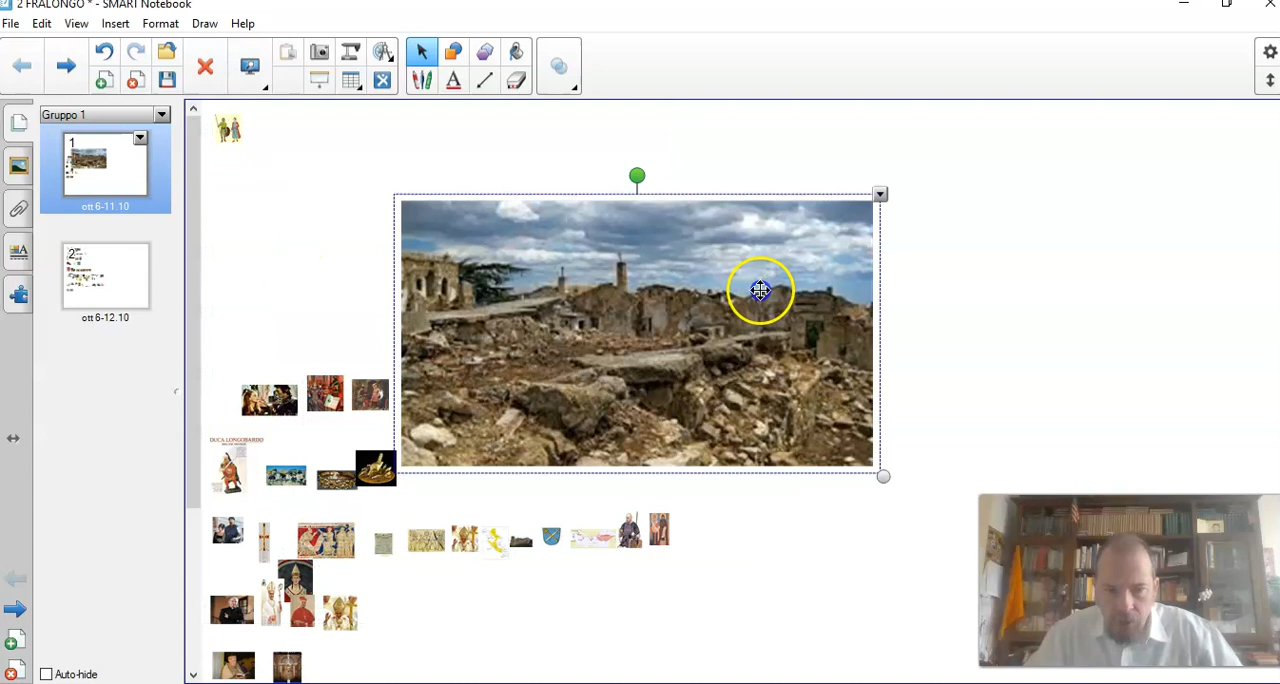 2 FRALONGO * - SMART Notebook
File Edit View Insert Format Draw Help
Gruppo 1
1
ott 6-11.10
2
ott 6-12.10
DUCA LONGOBARDO
Auto-hide